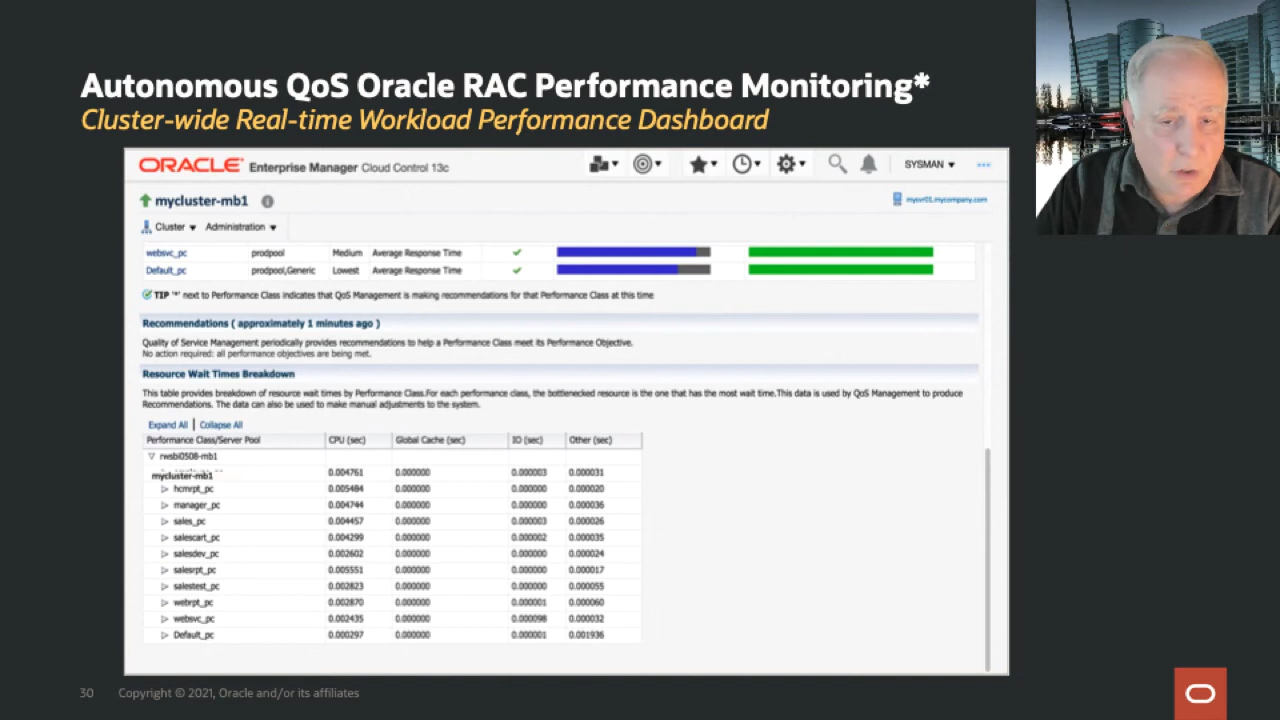 Autonomous QoS Oracle RAC Performance Monitoring*
Cluster-wide Real-time Workload Performance Dashboard
ORACLE Enterprise Manager Cloud Control 13c SYSMAN
mycluster-mb1
mysvr01.mycompany.com
Cluster Administration
websvc_pc prodpool Medium Average Response Time
Default_pc prodpool,Generic Lowest Average Response Time
TIP "*" next to Performance Class indicates that QoS Management is making recommendations for that Performance Class at this time
Recommendations ( approximately 1 minutes ago )
Quality of Service Management periodically provides recommendations to help a Performance Class meet its Performance Objective.
No action required: all performance objectives are being met.
Resource Wait Times Breakdown
This table provides breakdown of resource wait times by Performance Class.For each performance class, the bottlenecked resource is the one that has the most wait time.This data is used by QoS Management to produce
Recommendations. The data can also be used to make manual adjustments to the system.
Expand All | Collapse All
Performance Class/Server Pool CPU (sec) Global Cache (sec) IO (sec) Other (sec)
rwsbi0508-mb1
mycluster-mb1 0.004761 0.000000 0.000003 0.000031
hcmrpt_pc 0.005484 0.000000 0.000000 0.000020
manager_pc 0.004744 0.000000 0.000000 0.000036
sales_pc 0.004457 0.000000 0.000003 0.000026
salescart_pc 0.004299 0.000000 0.000002 0.000035
salesdev_pc 0.002602 0.000000 0.000000 0.000024
salesrpt_pc 0.005551 0.000000 0.000000 0.000017
salestest_pc 0.002823 0.000000 0.000000 0.000055
webrpt_pc 0.002870 0.000000 0.000001 0.000060
websvc_pc 0.002435 0.000000 0.000098 0.000032
Default_pc 0.000297 0.000000 0.000001 0.001936
30 Copyright © 2021, Oracle and/or its affiliates